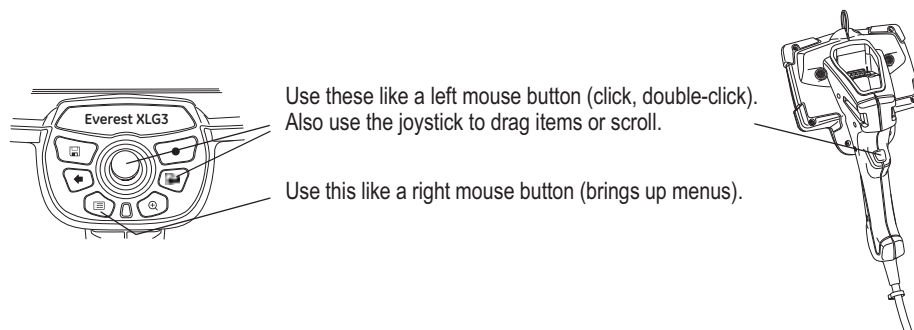 Everest XLG3
Use these like a left mouse button (click, double-click).
Also use the joystick to drag items or scroll.
Use this like a right mouse button (brings up menus).